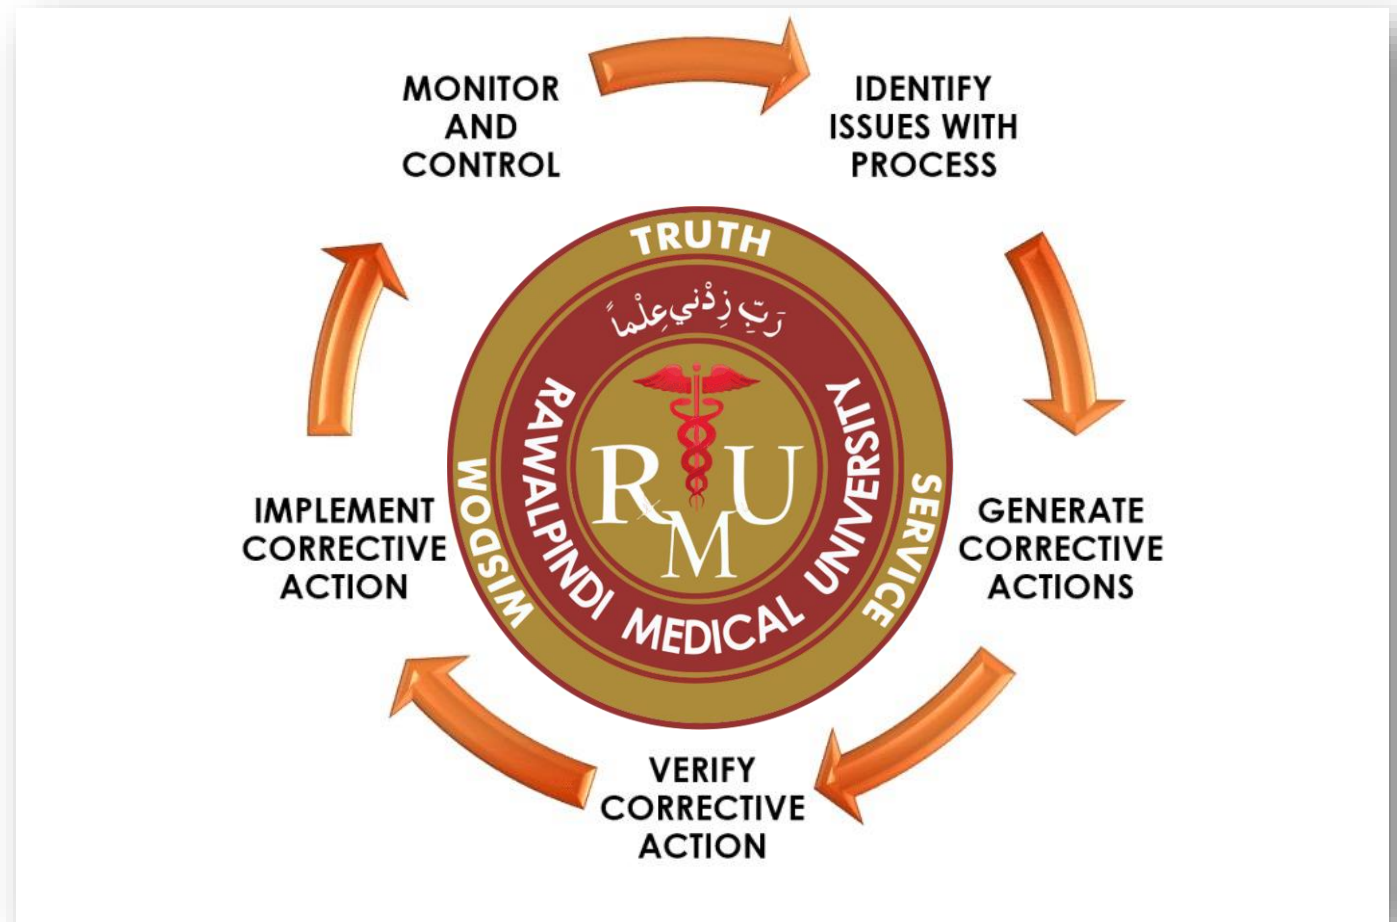 MONITOR
AND
CONTROL
IDENTIFY
ISSUES WITH
PROCESS
TRUTH
رَبِّ زِدْني عِلْماً
RAWALPINDI MEDICAL UNIVERSITY
R M U
WISDOM
SERVICE
IMPLEMENT
CORRECTIVE
ACTION
GENERATE
CORRECTIVE
ACTIONS
VERIFY
CORRECTIVE
ACTION